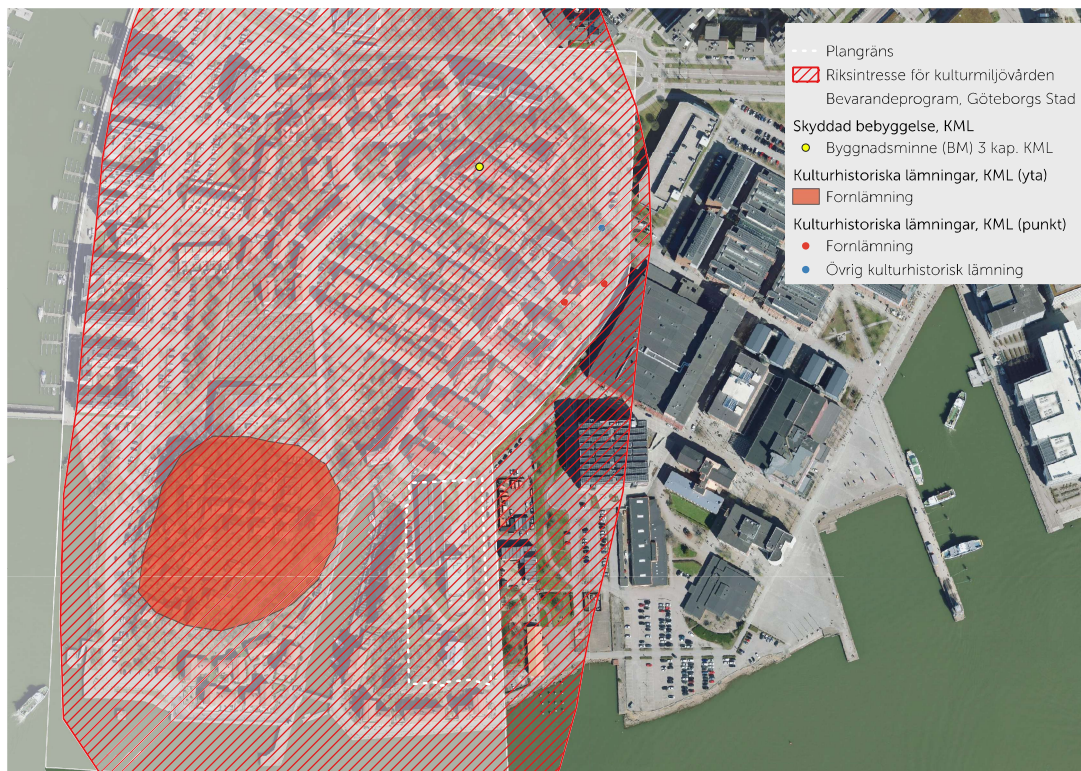 Plangräns
Riksintresse för kulturmiljövården
Bevarandeprogram, Göteborgs Stad
Skyddad bebyggelse, KML
Byggnadsminne (BM) 3 kap. KML
Kulturhistoriska lämningar, KML (yta)
Fornlämning
Kulturhistoriska lämningar, KML (punkt)
Fornlämning
Övrig kulturhistorisk lämning